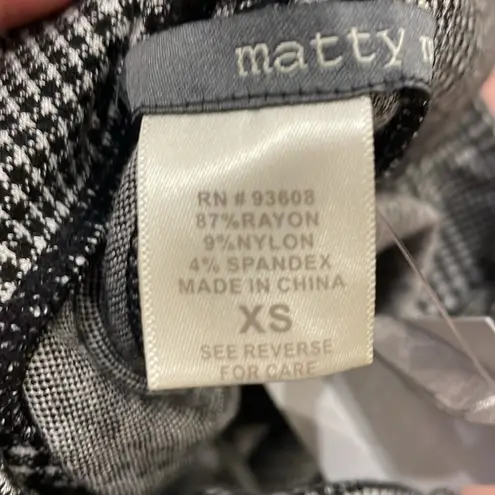 matty
RN # 93608
87%RAYON
9%NYLON
4% SPANDEX
MADE IN CHINA
XS
SEE REVERSE
FOR CARE